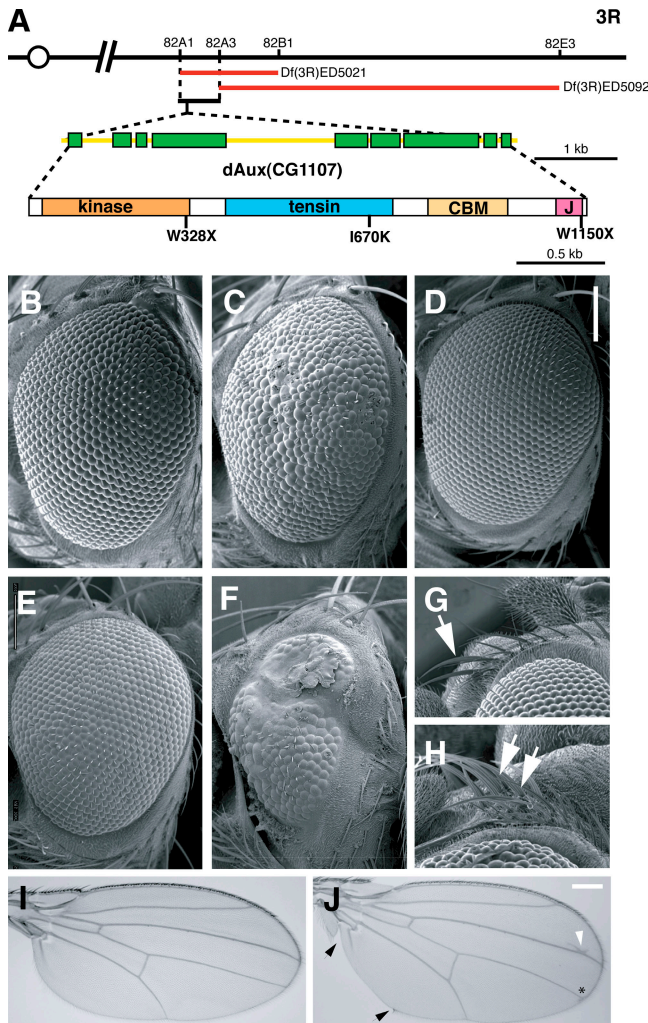 A
3R
82A1 82A3 82B1 82E3
Df(3R)ED5021
Df(3R)ED5092
1 kb
dAux(CG1107)
kinase tensin CBM J
W328X I670K W1150X
0.5 kb
B C D
E F G
H
I J
*